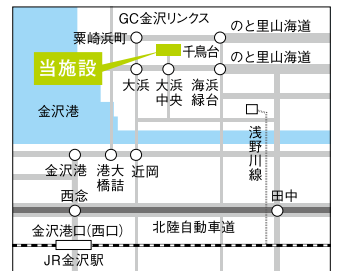 GC金沢リンクス
粟崎浜町
のと里山海道
千鳥台
当施設
のと里山海道
大浜
大浜中央
海浜緑台
金沢港
浅野川線
金沢港
港大橋詰
近岡
西念
田中
金沢港口(西口)
北陸自動車道
JR金沢駅